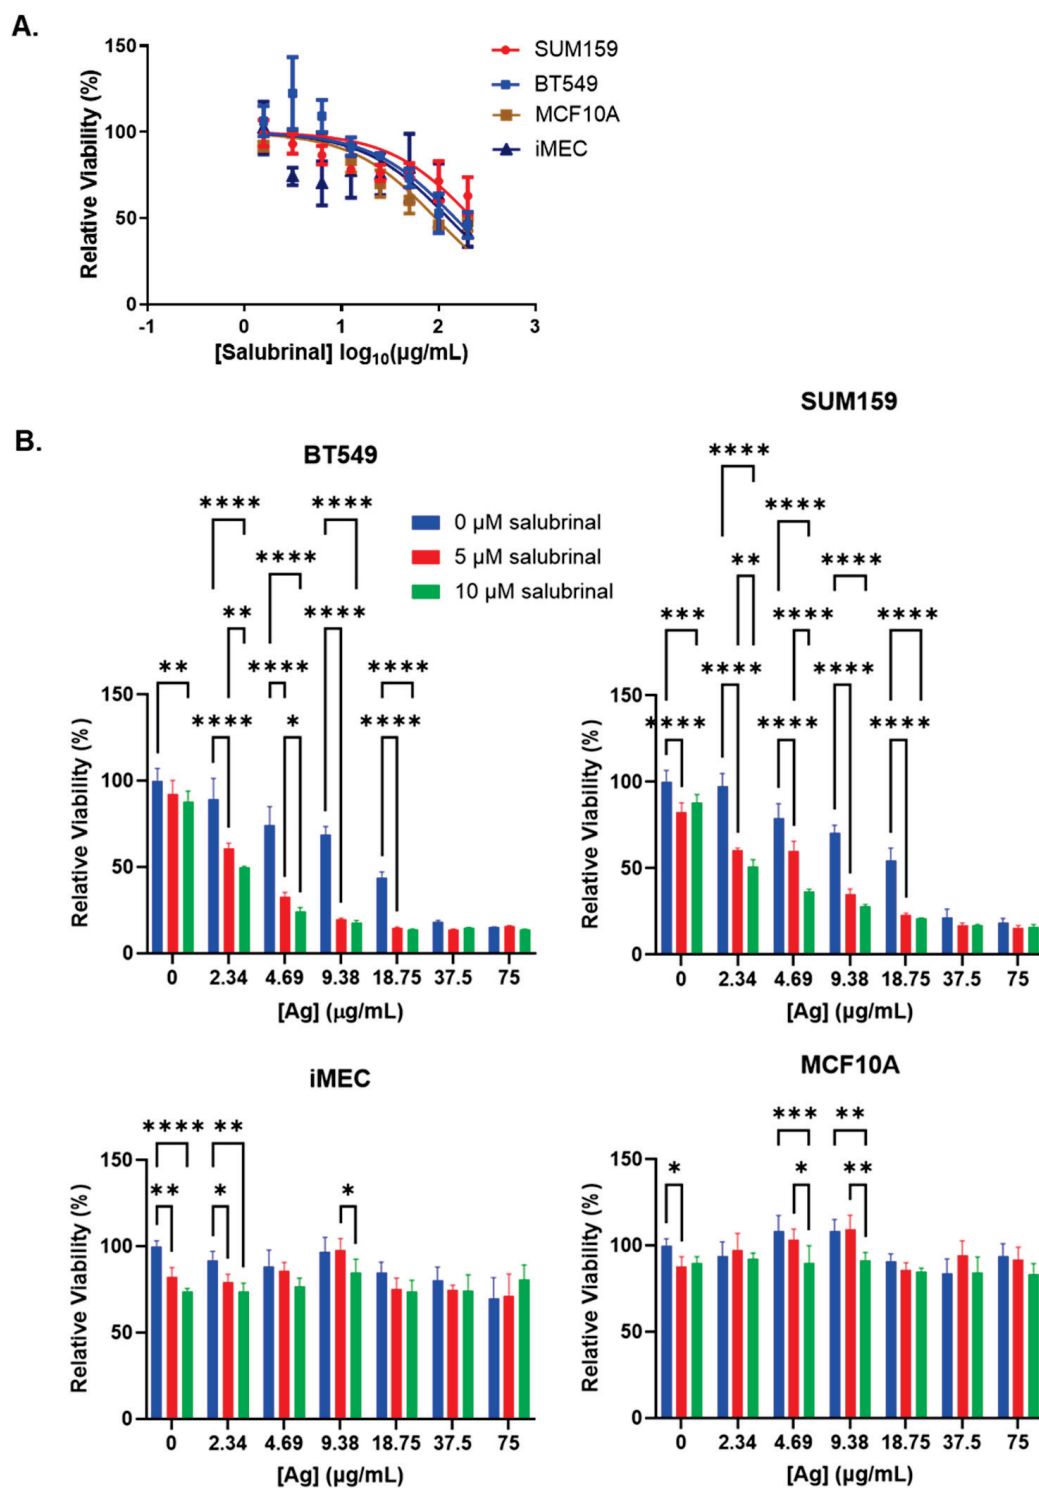 A.
150
100
50
0
-1 0 1 2 3
Relative Viability (%)
[Salubrinal] log₁₀(µg/mL)
SUM159
BT549
MCF10A
iMEC
B.
BT549
0 µM salubrinal
5 µM salubrinal
10 µM salubrinal
**** ****
****
** ****
** **** ****
**** * ****
150
100
50
0
Relative Viability (%)
0 2.34 4.69 9.38 18.75 37.5 75
[Ag] (µg/mL)
SUM159
****
****
** ****
*** **** ****
**** ****
**** **** ****
150
100
50
0
Relative Viability (%)
0 2.34 4.69 9.38 18.75 37.5 75
[Ag] (µg/mL)
iMEC
**** **
** * *
150
100
50
0
Relative Viability (%)
0 2.34 4.69 9.38 18.75 37.5 75
[Ag] (µg/mL)
MCF10A
*** **
* * **
150
100
50
0
Relative Viability (%)
0 2.34 4.69 9.38 18.75 37.5 75
[Ag] (µg/mL)